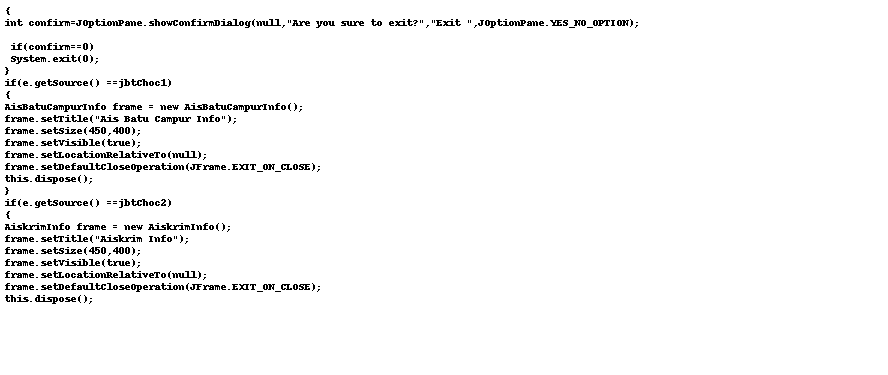 {
int confirm=JOptionPane.showConfirmDialog(null,"Are you sure to exit?","Exit ",JOptionPane.YES_NO_OPTION);
if(confirm==0)
System.exit(0);
}
if(e.getSource() ==jbtChoc1)
{
AisBatuCampurInfo frame = new AisBatuCampurInfo();
frame.setTitle("Ais Batu Campur Info");
frame.setSize(450,400);
frame.setVisible(true);
frame.setLocationRelativeTo(null);
frame.setDefaultCloseOperation(JFrame.EXIT_ON_CLOSE);
this.dispose();
}
if(e.getSource() ==jbtChoc2)
{
AiskrimInfo frame = new AiskrimInfo();
frame.setTitle("Aiskrim Info");
frame.setSize(450,400);
frame.setVisible(true);
frame.setLocationRelativeTo(null);
frame.setDefaultCloseOperation(JFrame.EXIT_ON_CLOSE);
this.dispose();